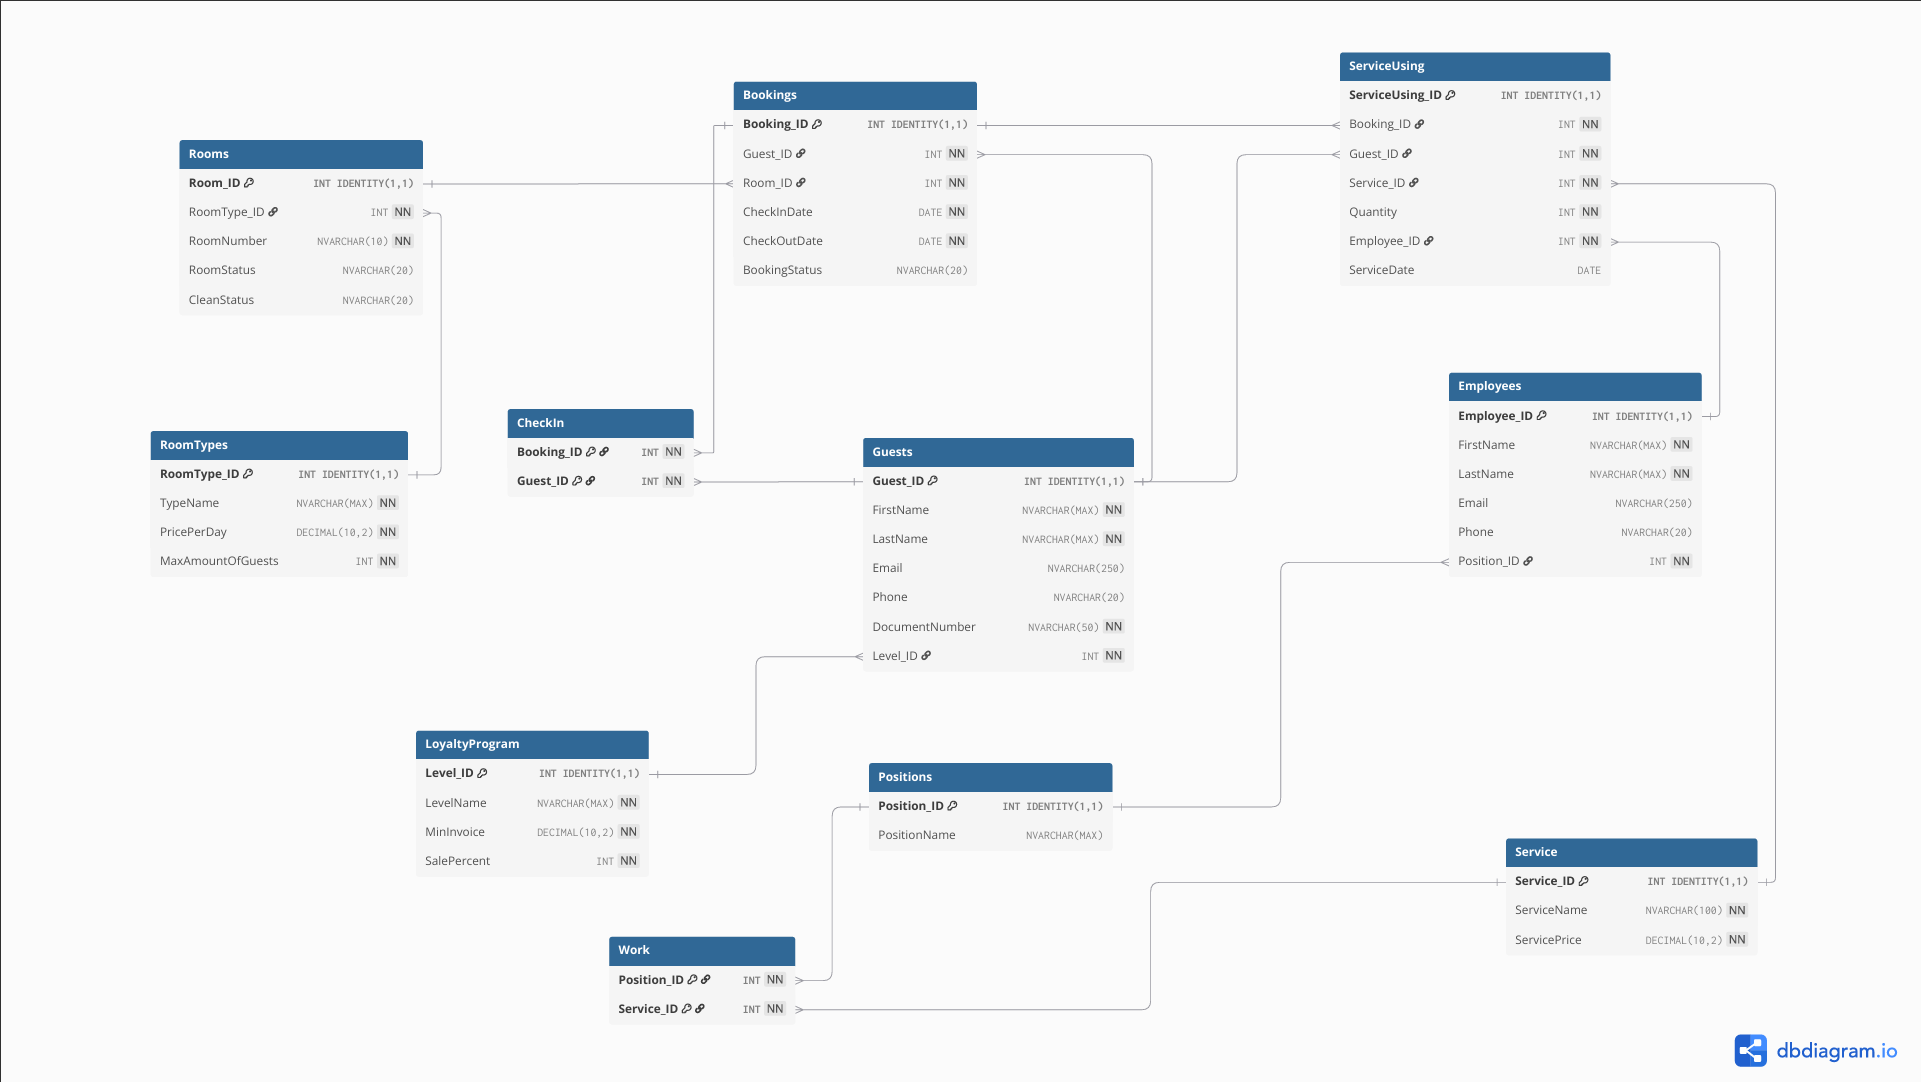 ServiceUsing
ServiceUsing_ID INT IDENTITY(1,1)
Booking_ID INT NN
Guest_ID INT NN
Service_ID INT NN
Quantity INT NN
Employee_ID INT NN
ServiceDate DATE
Bookings
Booking_ID INT IDENTITY(1,1)
Guest_ID INT NN
Room_ID INT NN
CheckInDate DATE NN
CheckOutDate DATE NN
BookingStatus NVARCHAR(20)
Rooms
Room_ID INT IDENTITY(1,1)
RoomType_ID INT NN
RoomNumber NVARCHAR(10) NN
RoomStatus NVARCHAR(20)
CleanStatus NVARCHAR(20)
Employees
Employee_ID INT IDENTITY(1,1)
FirstName NVARCHAR(MAX) NN
LastName NVARCHAR(MAX) NN
Email NVARCHAR(250)
Phone NVARCHAR(20)
Position_ID INT NN
CheckIn
Booking_ID INT NN
Guest_ID INT NN
RoomTypes
RoomType_ID INT IDENTITY(1,1)
TypeName NVARCHAR(MAX) NN
PricePerDay DECIMAL(10,2) NN
MaxAmountOfGuests INT NN
Guests
Guest_ID INT IDENTITY(1,1)
FirstName NVARCHAR(MAX) NN
LastName NVARCHAR(MAX) NN
Email NVARCHAR(250)
Phone NVARCHAR(20)
DocumentNumber NVARCHAR(50) NN
Level_ID INT NN
LoyaltyProgram
Level_ID INT IDENTITY(1,1)
LevelName NVARCHAR(MAX) NN
MinInvoice DECIMAL(10,2) NN
SalePercent INT NN
Positions
Position_ID INT IDENTITY(1,1)
PositionName NVARCHAR(MAX)
Service
Service_ID INT IDENTITY(1,1)
ServiceName NVARCHAR(100) NN
ServicePrice DECIMAL(10,2) NN
Work
Position_ID INT NN
Service_ID INT NN
dbdiagram.io